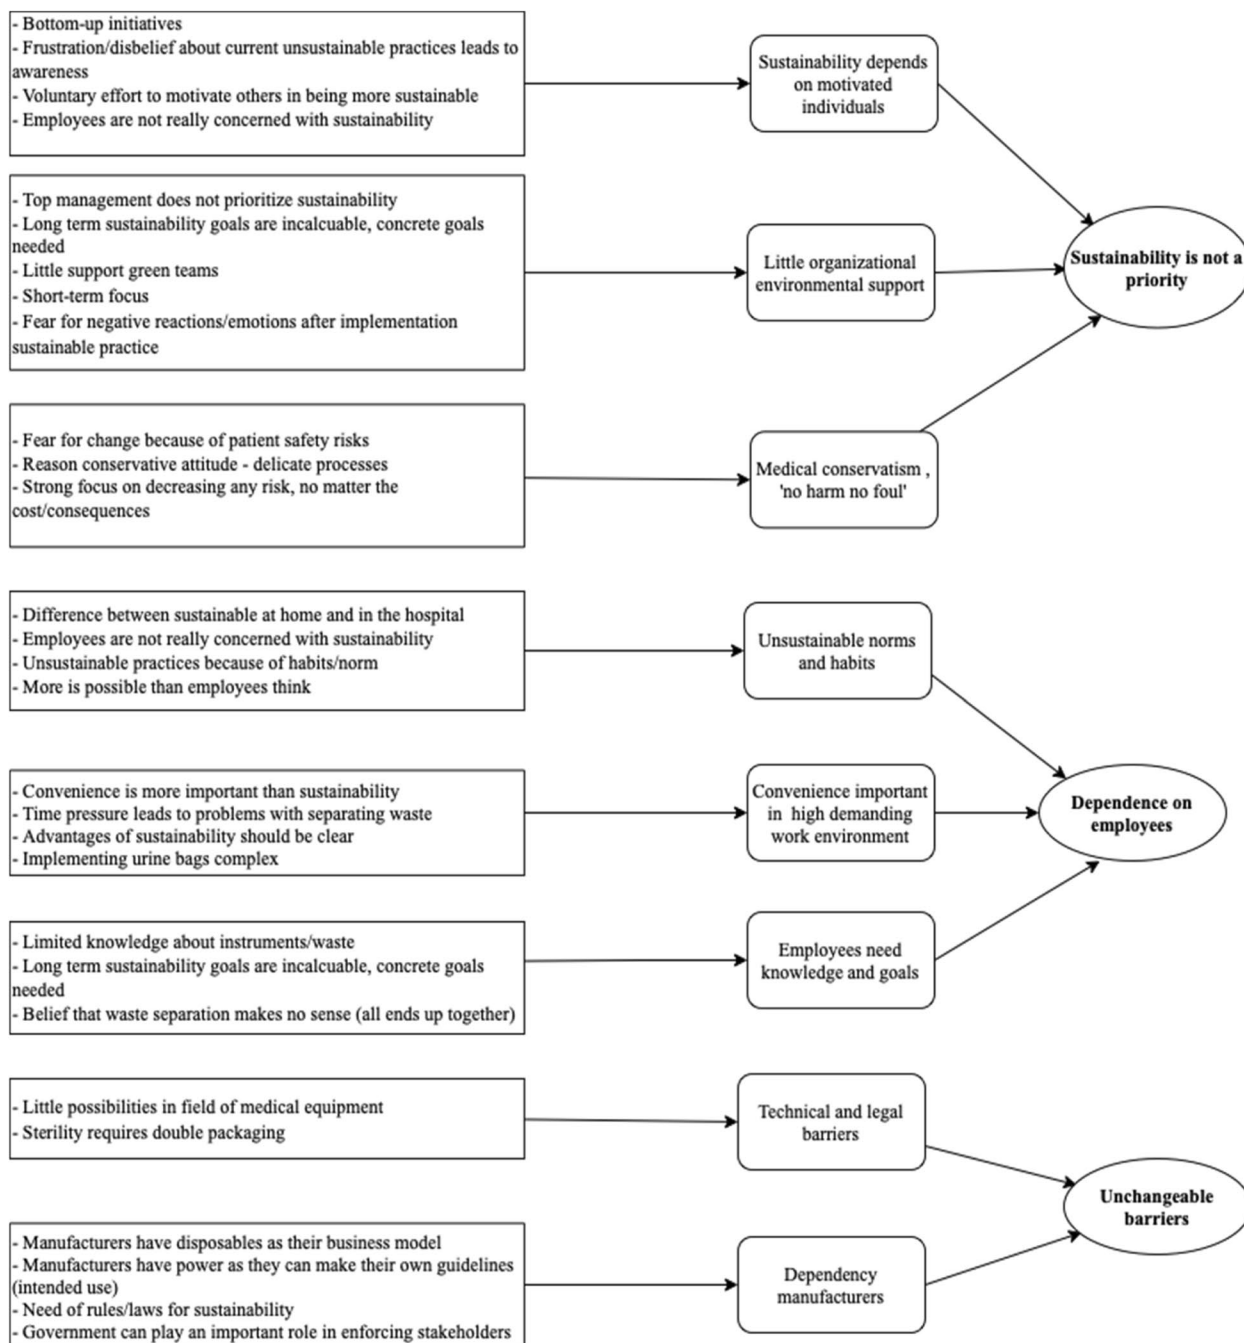 - Bottom-up initiatives
- Frustration/disbelief about current unsustainable practices leads to
awareness
- Voluntary effort to motivate others in being more sustainable
- Employees are not really concerned with sustainability
Sustainability depends
on motivated
individuals
- Top management does not prioritize sustainability
- Long term sustainability goals are incalcuable, concrete goals
needed
- Little support green teams
- Short-term focus
- Fear for negative reactions/emotions after implementation
sustainable practice
Little organizational
environmental support
Sustainability is not a
priority
- Fear for change because of patient safety risks
- Reason conservative attitude - delicate processes
- Strong focus on decreasing any risk, no matter the
cost/consequences
Medical conservatism ,
'no harm no foul'
- Difference between sustainable at home and in the hospital
- Employees are not really concerned with sustainability
- Unsustainable practices because of habits/norm
- More is possible than employees think
Unsustainable norms
and habits
- Convenience is more important than sustainability
- Time pressure leads to problems with separating waste
- Advantages of sustainability should be clear
- Implementing urine bags complex
Convenience important
in high demanding
work environment
Dependence on
employees
- Limited knowledge about instruments/waste
- Long term sustainability goals are incalcuable, concrete goals
needed
- Belief that waste separation makes no sense (all ends up together)
Employees need
knowledge and goals
- Little possibilities in field of medical equipment
- Sterility requires double packaging
Technical and legal
barriers
Unchangeable
barriers
- Manufacturers have disposables as their business model
- Manufacturers have power as they can make their own guidelines
(intended use)
- Need of rules/laws for sustainability
- Government can play an important role in enforcing stakeholders
Dependency
manufacturers